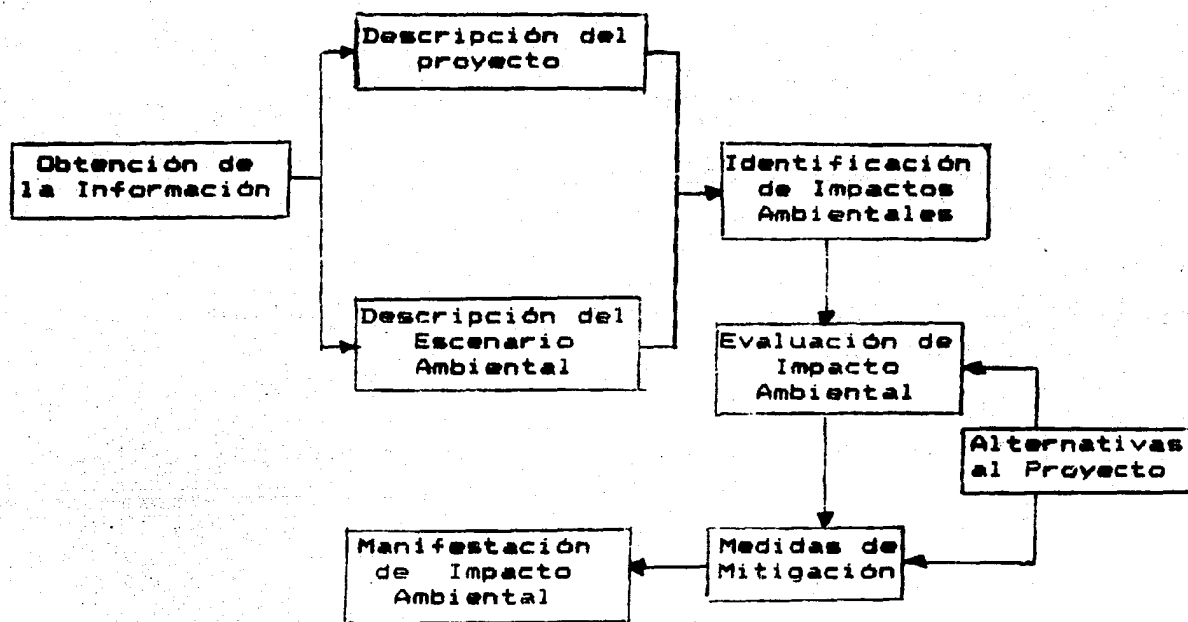 Descripción del
proyecto
Obtención de
la Información
Identificación
de Impactos
Ambientales
Descripción del
Escenario
Ambiental
Evaluación de
Impacto
Ambiental
Alternativas
al Proyecto
Medidas de
Mitigación
Manifestación
de Impacto
Ambiental